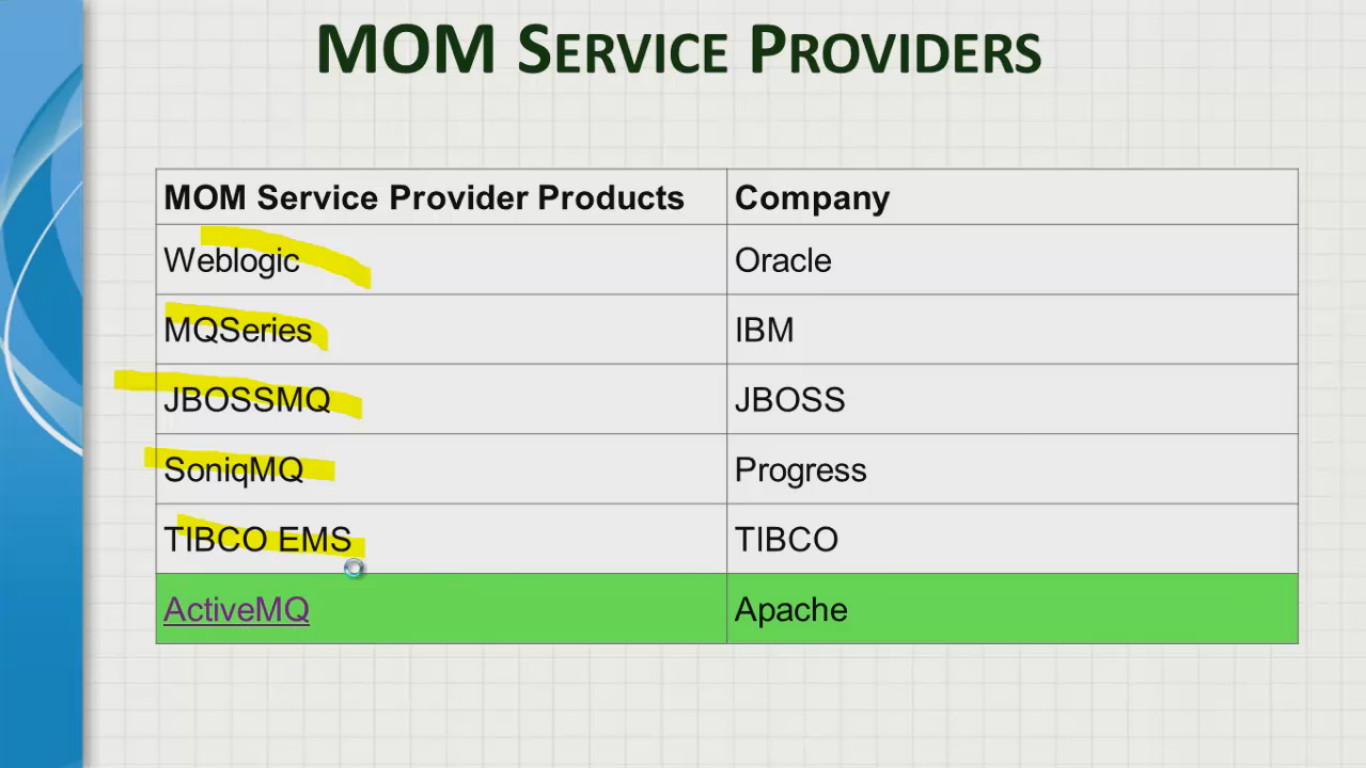 MOM SERVICE PROVIDERS
MOM Service Provider Products Company
Weblogic Oracle
MQSeries IBM
JBOSSMQ JBOSS
SoniqMQ Progress
TIBCO EMS TIBCO
ActiveMQ Apache